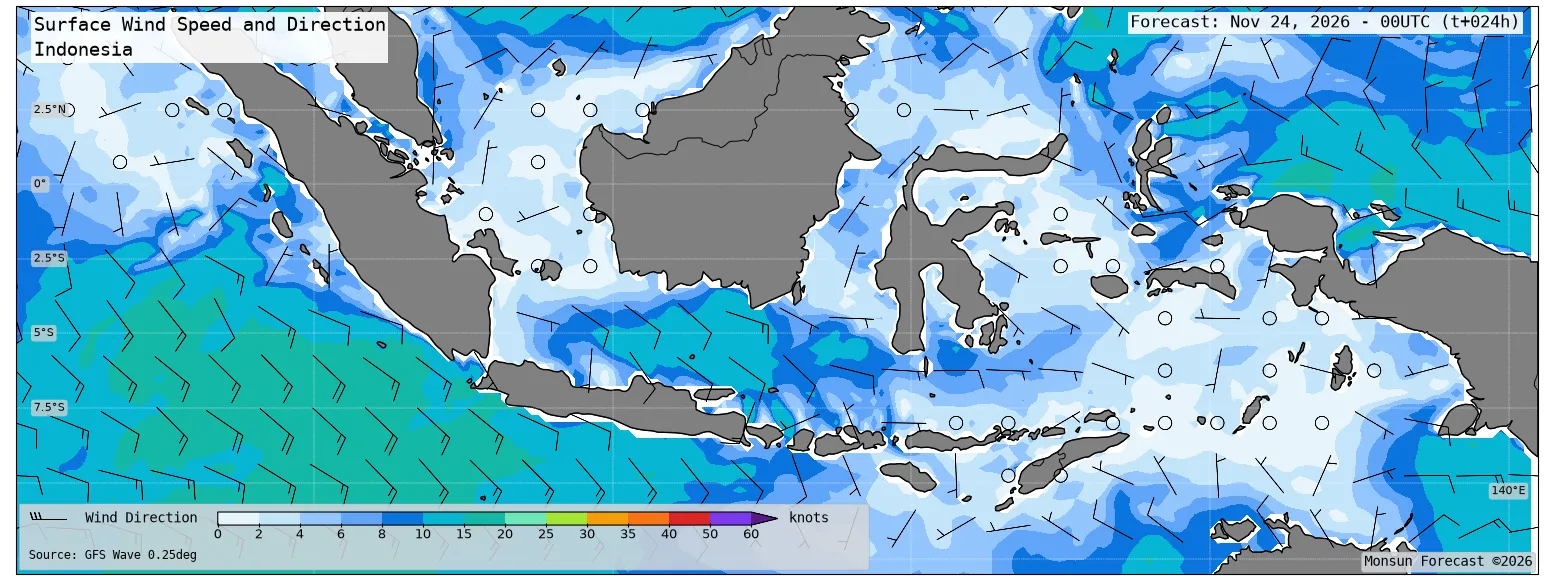 Surface Wind Speed and Direction
Indonesia
Forecast: Nov 24, 2026 - 00UTC (t+024h)
2.5°N
0°
2.5°S
5°S
7.5°S
140°E
Wind Direction
0 2 4 6 8 10 15 20 25 30 35 40 50 60 knots
Source: GFS Wave 0.25deg
Monsun Forecast ©2026